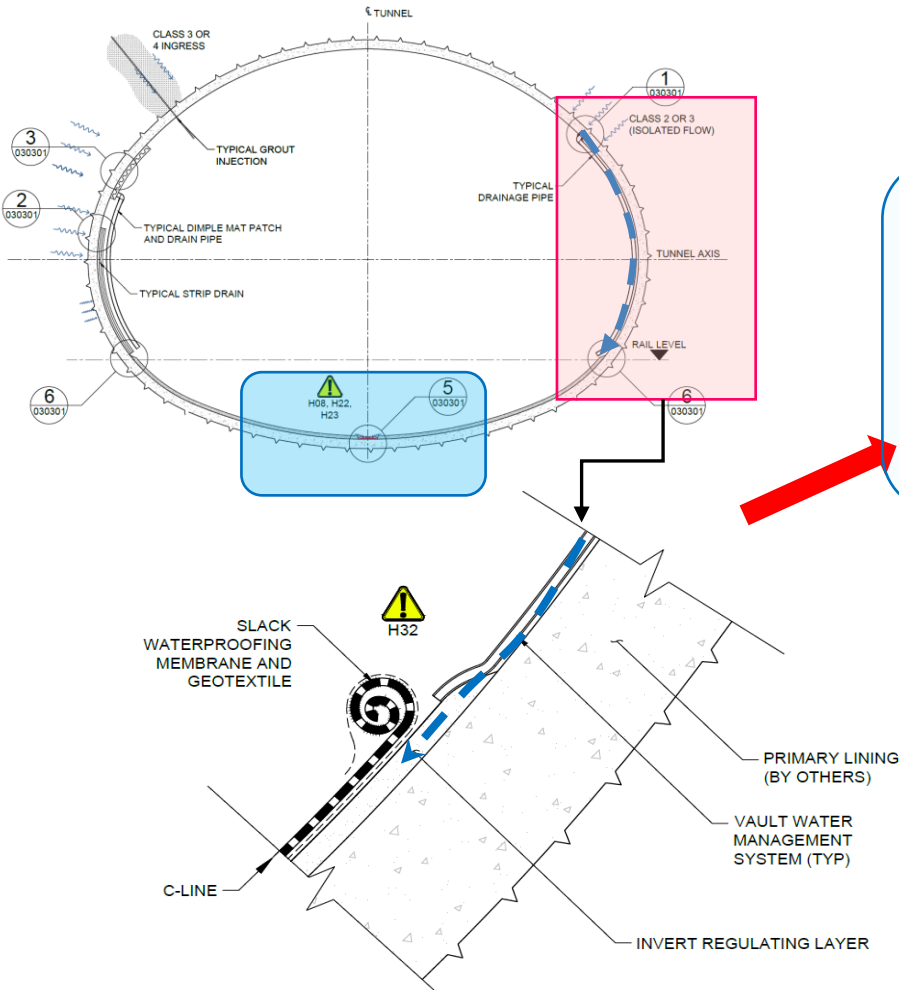 ℄ TUNNEL
CLASS 3 OR
4 INGRESS
1
030301
CLASS 2 OR 3
(ISOLATED FLOW)
3
030301
TYPICAL GROUT
INJECTION
TYPICAL
DRAINAGE PIPE
2
030301
TYPICAL DIMPLE MAT PATCH
AND DRAIN PIPE
TUNNEL AXIS
TYPICAL STRIP DRAIN
RAIL LEVEL
6
030301
H08, H22,
H23
5
030301
6
030301
H32
SLACK
WATERPROOFING
MEMBRANE AND
GEOTEXTILE
PRIMARY LINING
(BY OTHERS)
VAULT WATER
MANAGEMENT
SYSTEM (TYP)
C-LINE
INVERT REGULATING LAYER